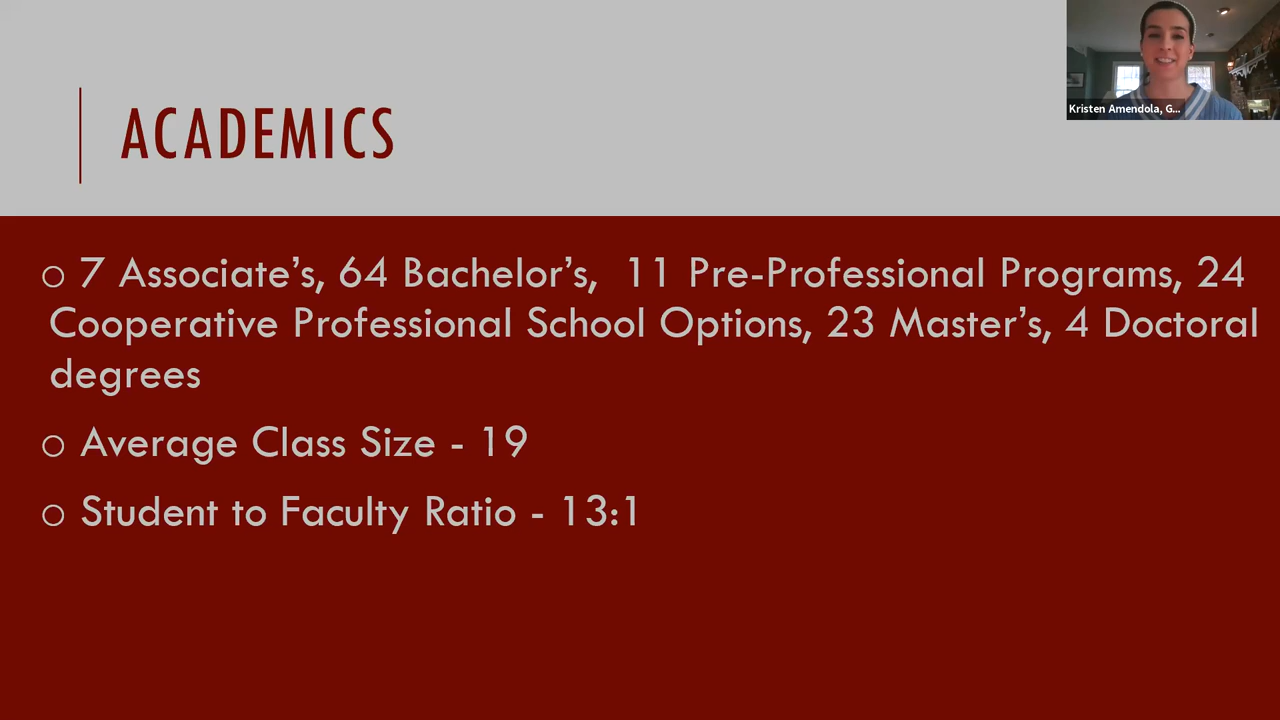 ACADEMICS
Kristen Amendola, G...
○ 7 Associate’s, 64 Bachelor’s,  11 Pre-Professional Programs, 24
Cooperative Professional School Options, 23 Master’s, 4 Doctoral
degrees
○ Average Class Size - 19
○ Student to Faculty Ratio - 13:1